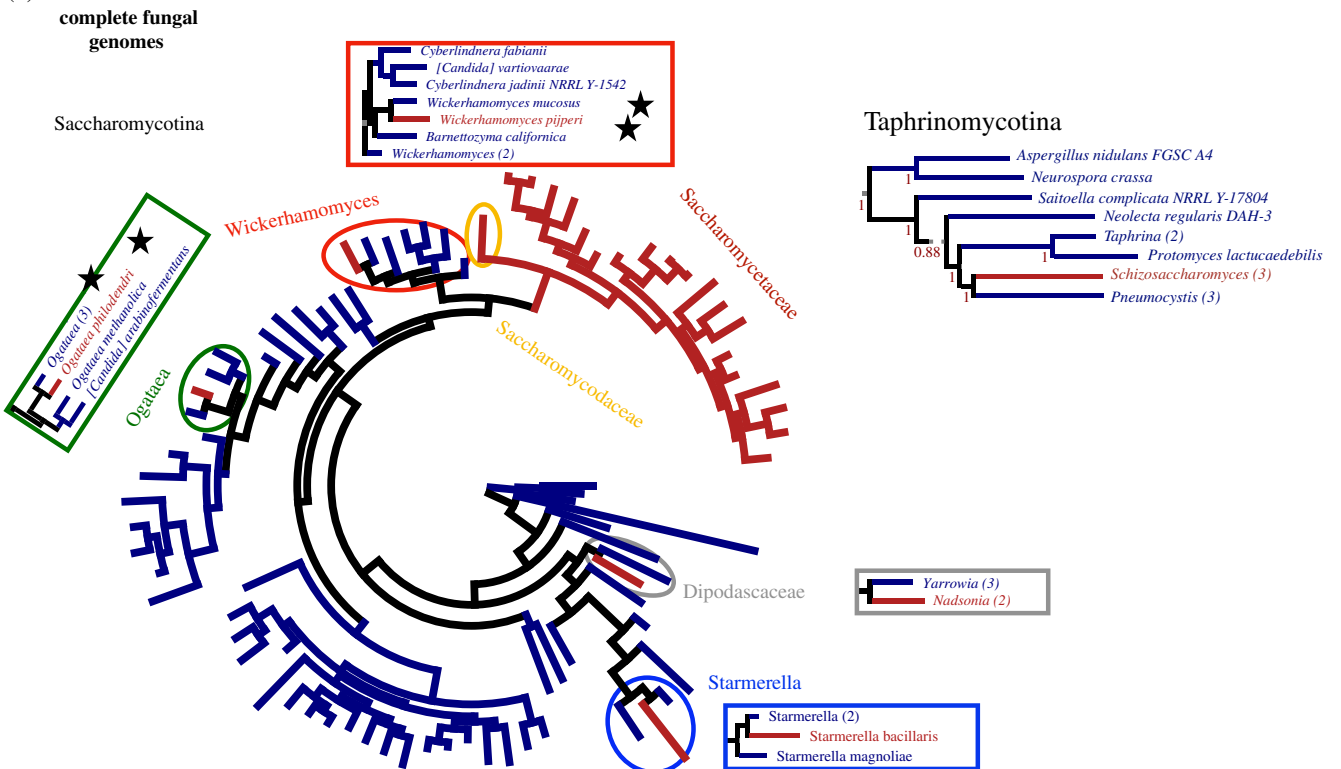 complete fungal
genomes
Saccharomycotina
Cyberlindnera fabianii
[Candida] vartiovaarae
Cyberlindnera jadinii NRRL Y-1542
Wickerhamomyces mucosus
Wickerhamomyces pijperi
Barnettozyma californica
Wickerhamomyces (2)
Taphrinomycotina
Aspergillus nidulans FGSC A4
Neurospora crassa
Saitoella complicata NRRL Y-17804
Neolecta regularis DAH-3
Taphrina (2)
Protomyces lactucaedebilis
Schizosaccharomyces (3)
Pneumocystis (3)
1
1
1
0.88
1
1
1
Wickerhamomyces
Saccharomycetaceae
Saccharomycodaceae
Ogataea (3)
Ogataea philodendri
Ogataea methanolica
[Candida] arabinofermentans
Ogataea
Dipodascaceae
Yarrowia (3)
Nadsonia (2)
Starmerella
Starmerella (2)
Starmerella bacillaris
Starmerella magnoliae